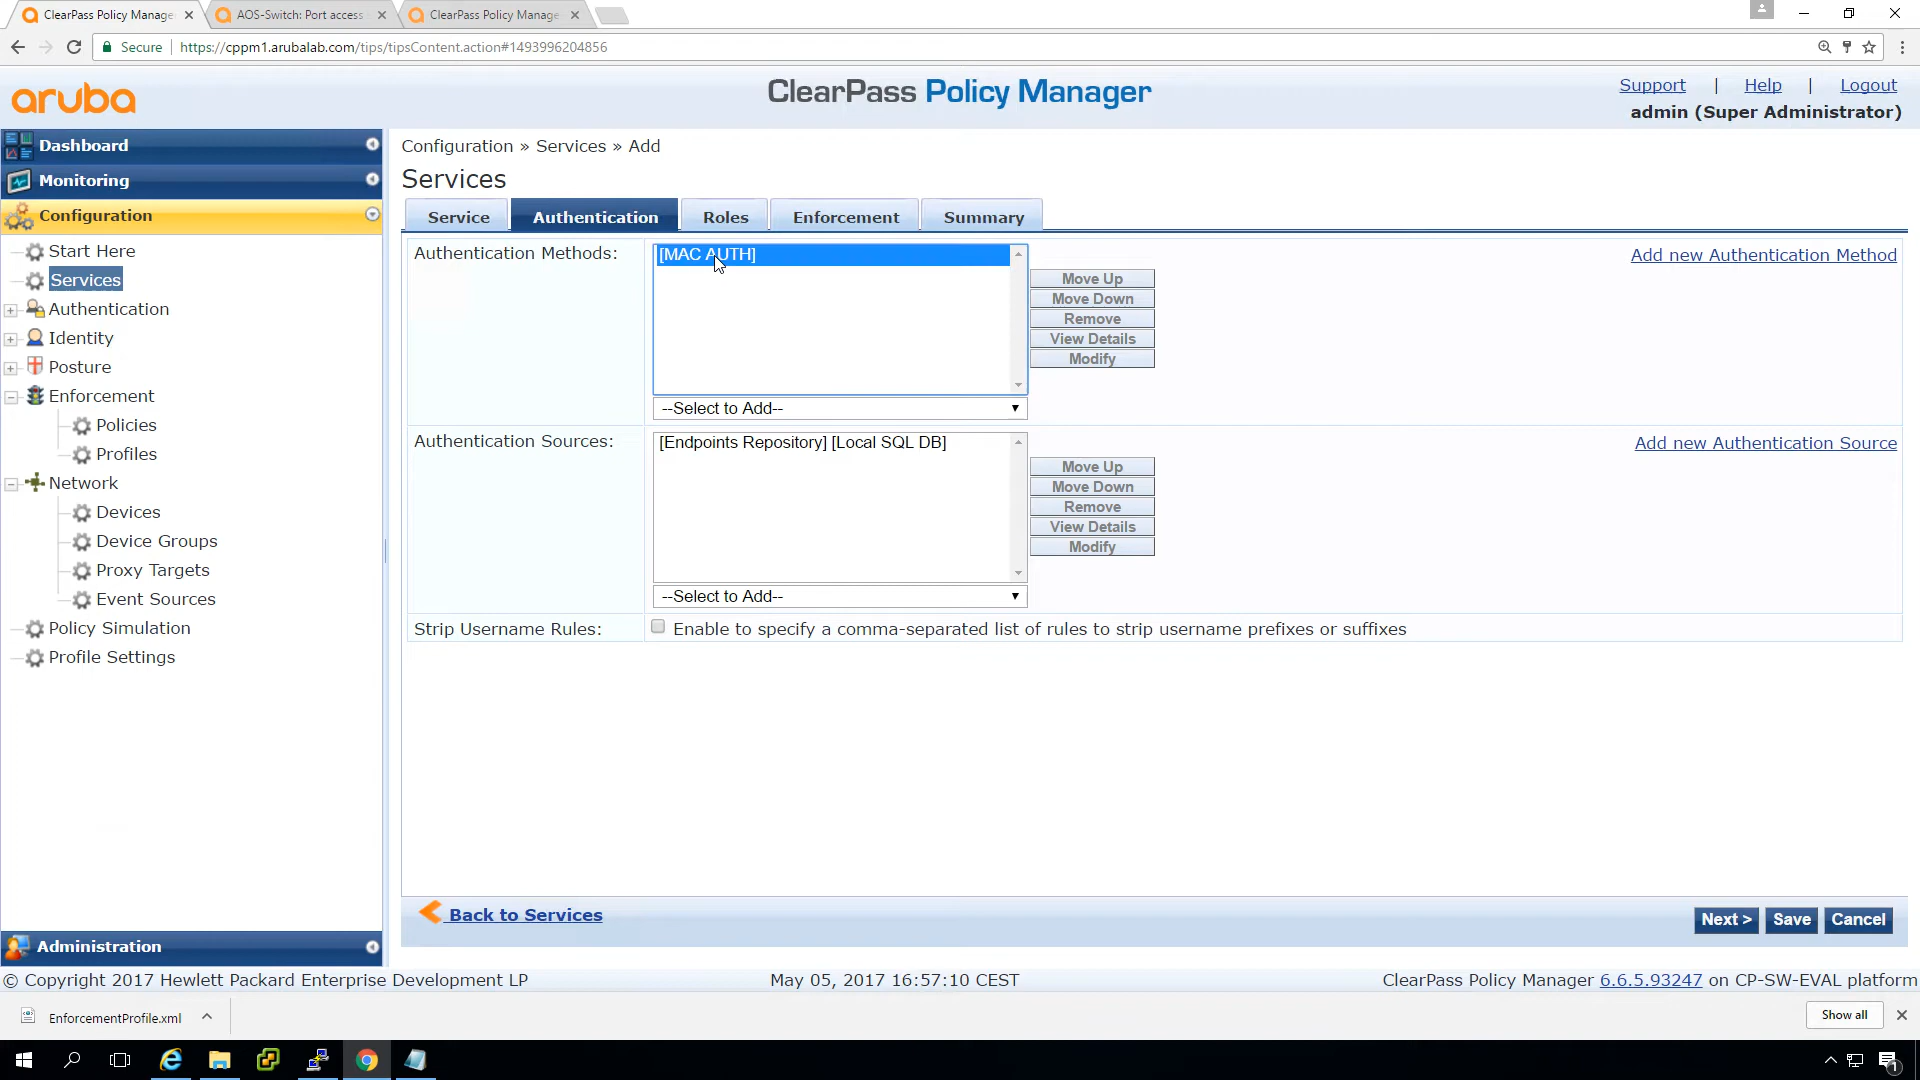 ClearPass Policy Manage
AOS-Switch: Port access
ClearPass Policy Manage
Secure
https://cppm1.arubalab.com/tips/tipsContent.action#1493996204856
aruba
ClearPass Policy Manager
Support | Help | Logout
admin (Super Administrator)
Dashboard
Monitoring
Configuration
Start Here
Services
Authentication
Identity
Posture
Enforcement
Policies
Profiles
Network
Devices
Device Groups
Proxy Targets
Event Sources
Policy Simulation
Profile Settings
Administration
Configuration » Services » Add
Services
Service
Authentication
Roles
Enforcement
Summary
Authentication Methods:
[MAC AUTH]
Move Up
Move Down
Remove
View Details
Modify
Add new Authentication Method
--Select to Add--
Authentication Sources:
[Endpoints Repository] [Local SQL DB]
Move Up
Move Down
Remove
View Details
Modify
Add new Authentication Source
--Select to Add--
Strip Username Rules:
Enable to specify a comma-separated list of rules to strip username prefixes or suffixes
Back to Services
Next >
Save
Cancel
© Copyright 2017 Hewlett Packard Enterprise Development LP
May 05, 2017 16:57:10 CEST
ClearPass Policy Manager 6.6.5.93247 on CP-SW-EVAL platform
EnforcementProfile.xml
Show all
1